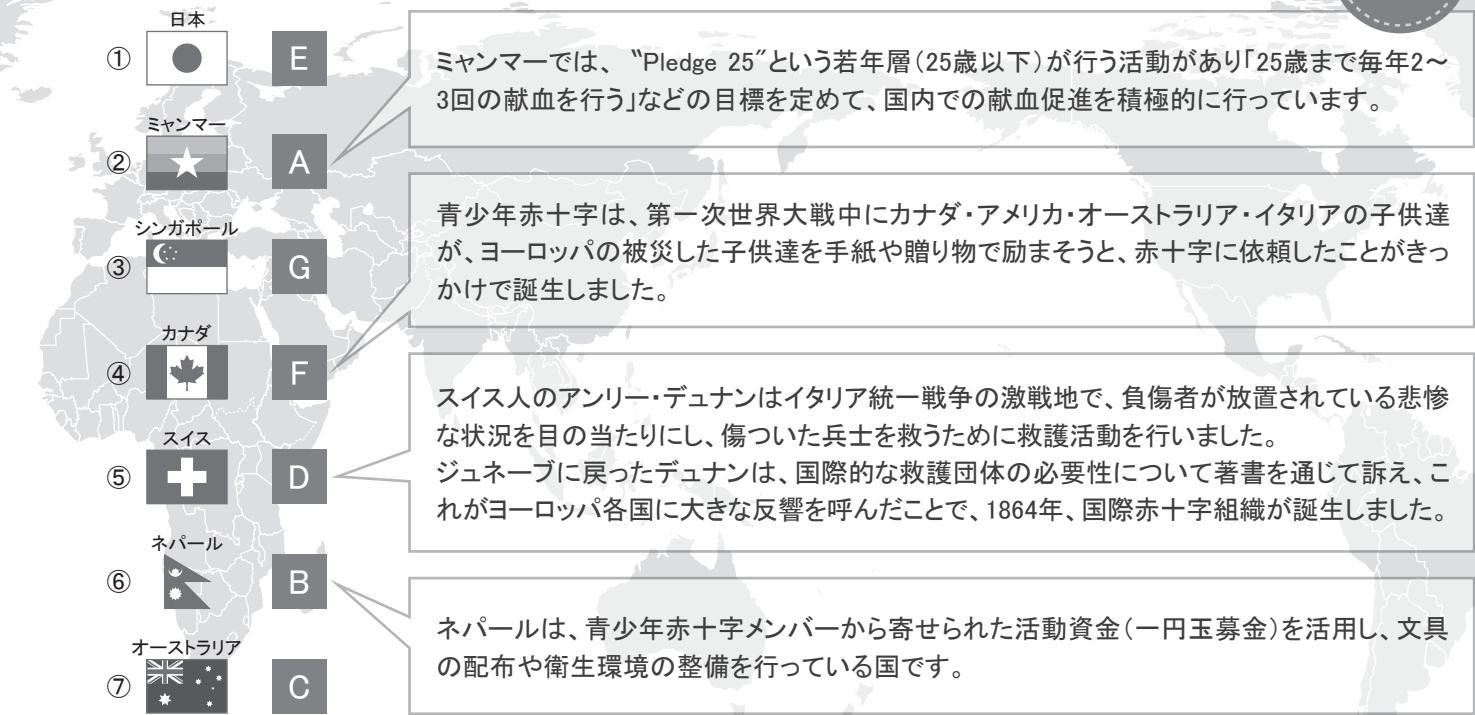 日本
① E
ミャンマーでは、〝Pledge 25〞という若年層（25歳以下）が行う活動があり「25歳まで毎年2～
3回の献血を行う」などの目標を定めて、国内での献血促進を積極的に行っています。
ミャンマー
② A
シンガポール
③ G
青少年赤十字は、第一次世界大戦中にカナダ・アメリカ・オーストラリア・イタリアの子供達
が、ヨーロッパの被災した子供達を手紙や贈り物で励まそうと、赤十字に依頼したことがきっ
かけで誕生しました。
カナダ
④ F
スイス
⑤ D
スイス人のアンリー・デュナンはイタリア統一戦争の激戦地で、負傷者が放置されている悲惨
な状況を目の当たりにし、傷ついた兵士を救うために救護活動を行いました。
ジュネーブに戻ったデュナンは、国際的な救護団体の必要性について著書を通じて訴え、こ
れがヨーロッパ各国に大きな反響を呼んだことで、1864年、国際赤十字組織が誕生しました。
ネパール
⑥ B
ネパールは、青少年赤十字メンバーから寄せられた活動資金（一円玉募金）を活用し、文具
の配布や衛生環境の整備を行っている国です。
オーストラリア
⑦ C